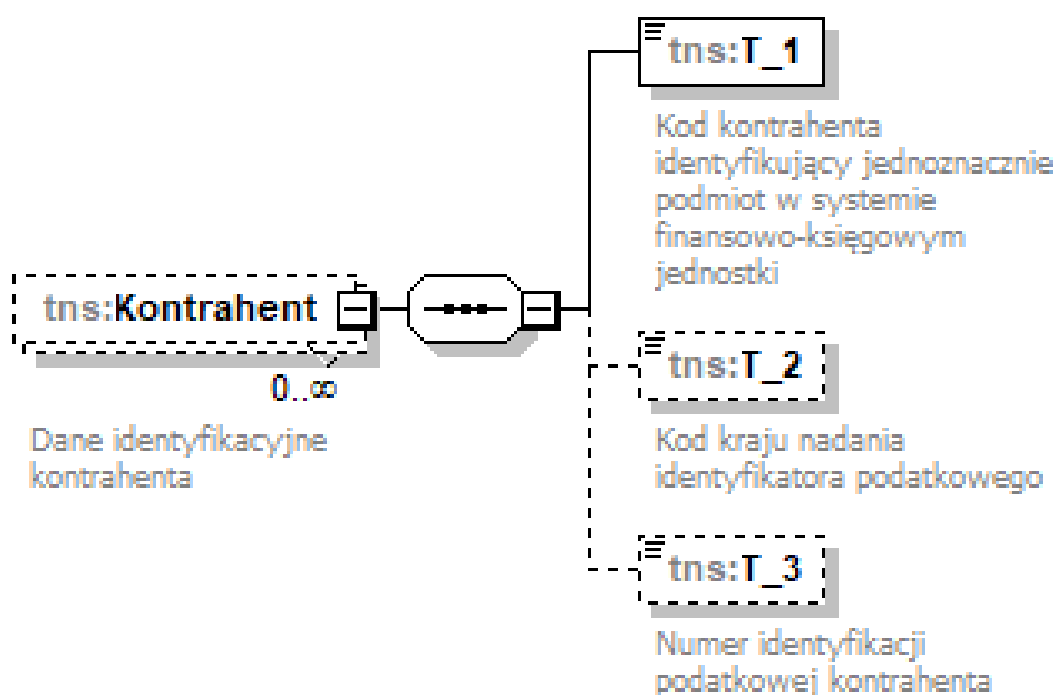 tns:T_1
Kod kontrahenta
identyfikujący jednoznacznie
podmiot w systemie
finansowo-księgowym
jednostki
tns:Kontrahent
0..∞
Dane identyfikacyjne
kontrahenta
tns:T_2
Kod kraju nadania
identyfikatora podatkowego
tns:T_3
Numer identyfikacji
podatkowej kontrahenta